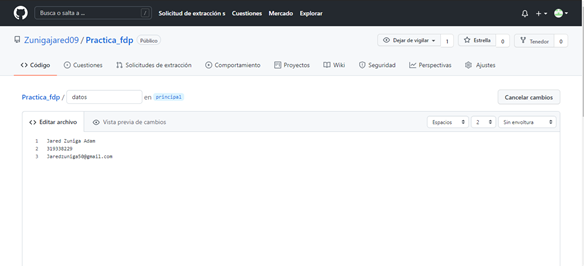 Busca o salta a ... /
Solicitud de extracción s Cuestiones Mercado Explorar
Zunigajared09 / Practica_fdp Público
Dejar de vigilar 1 Estrella 0 Tenedor 0
Código Cuestiones Solicitudes de extracción Comportamiento Proyectos Wiki Seguridad Perspectivas Ajustes
Practica_fdp / datos en principal Cancelar cambios
Editar archivo Vista previa de cambios Espacios 2 Sin envoltura
1 Jared Zuniga Adam
2 319338229
3 Jaredzuniga50@gmail.com